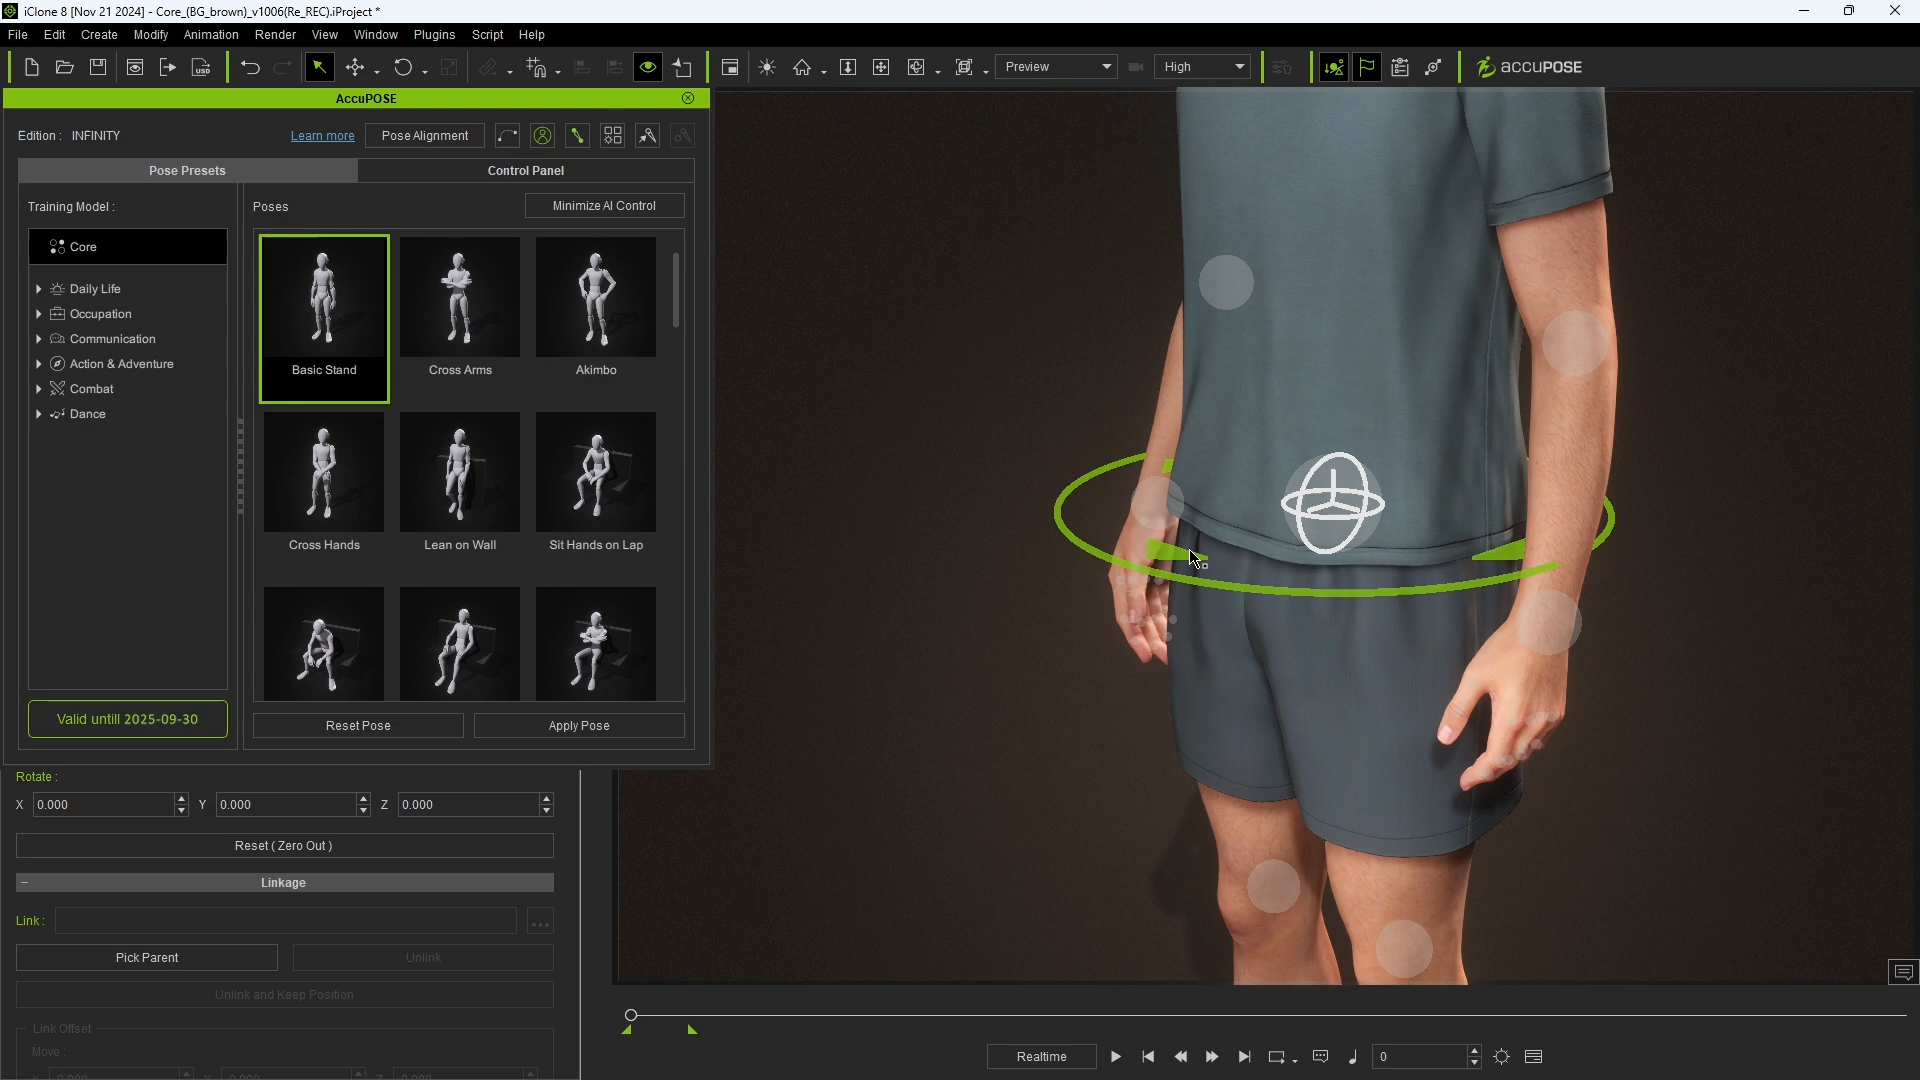 iClone 8 [Nov 21 2024] - Core_(BG_brown)_v1006(Re_REC).iProject *
File Edit Create Modify Animation Render View Window Plugins Script Help
USD Preview High ACCUPOSE
AccuPOSE
Edition : INFINITY Learn more Pose Alignment
Pose Presets Control Panel
Training Model : Poses Minimize AI Control
Core
Daily Life
Occupation
Communication
Action & Adventure
Combat
Dance
Basic Stand Cross Arms Akimbo
Cross Hands Lean on Wall Sit Hands on Lap
Valid untill 2025-09-30 Reset Pose Apply Pose
Rotate :
X 0.000 Y 0.000 Z 0.000
Reset ( Zero Out )
Linkage
Link : ...
Pick Parent Unlink
Unlink and Keep Position
Link Offset
Move :
Realtime 0